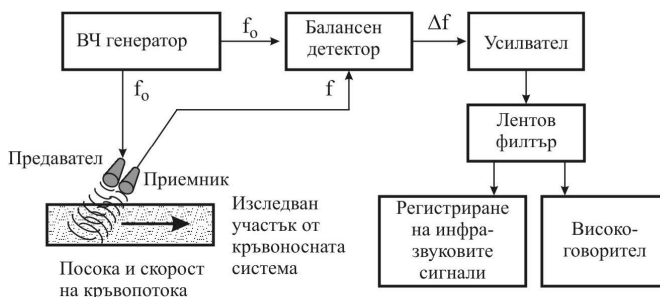 ВЧ генератор
f₀
Балансен
детектор
Δf
Усилвател
f₀
f
Лентов
филтър
Предавател
Приемник
Изследван
участък от
кръвоносната
система
Посока и скорост
на кръвопотока
Регистриране
на инфра-
звуковите
сигнали
Високо-
говорител